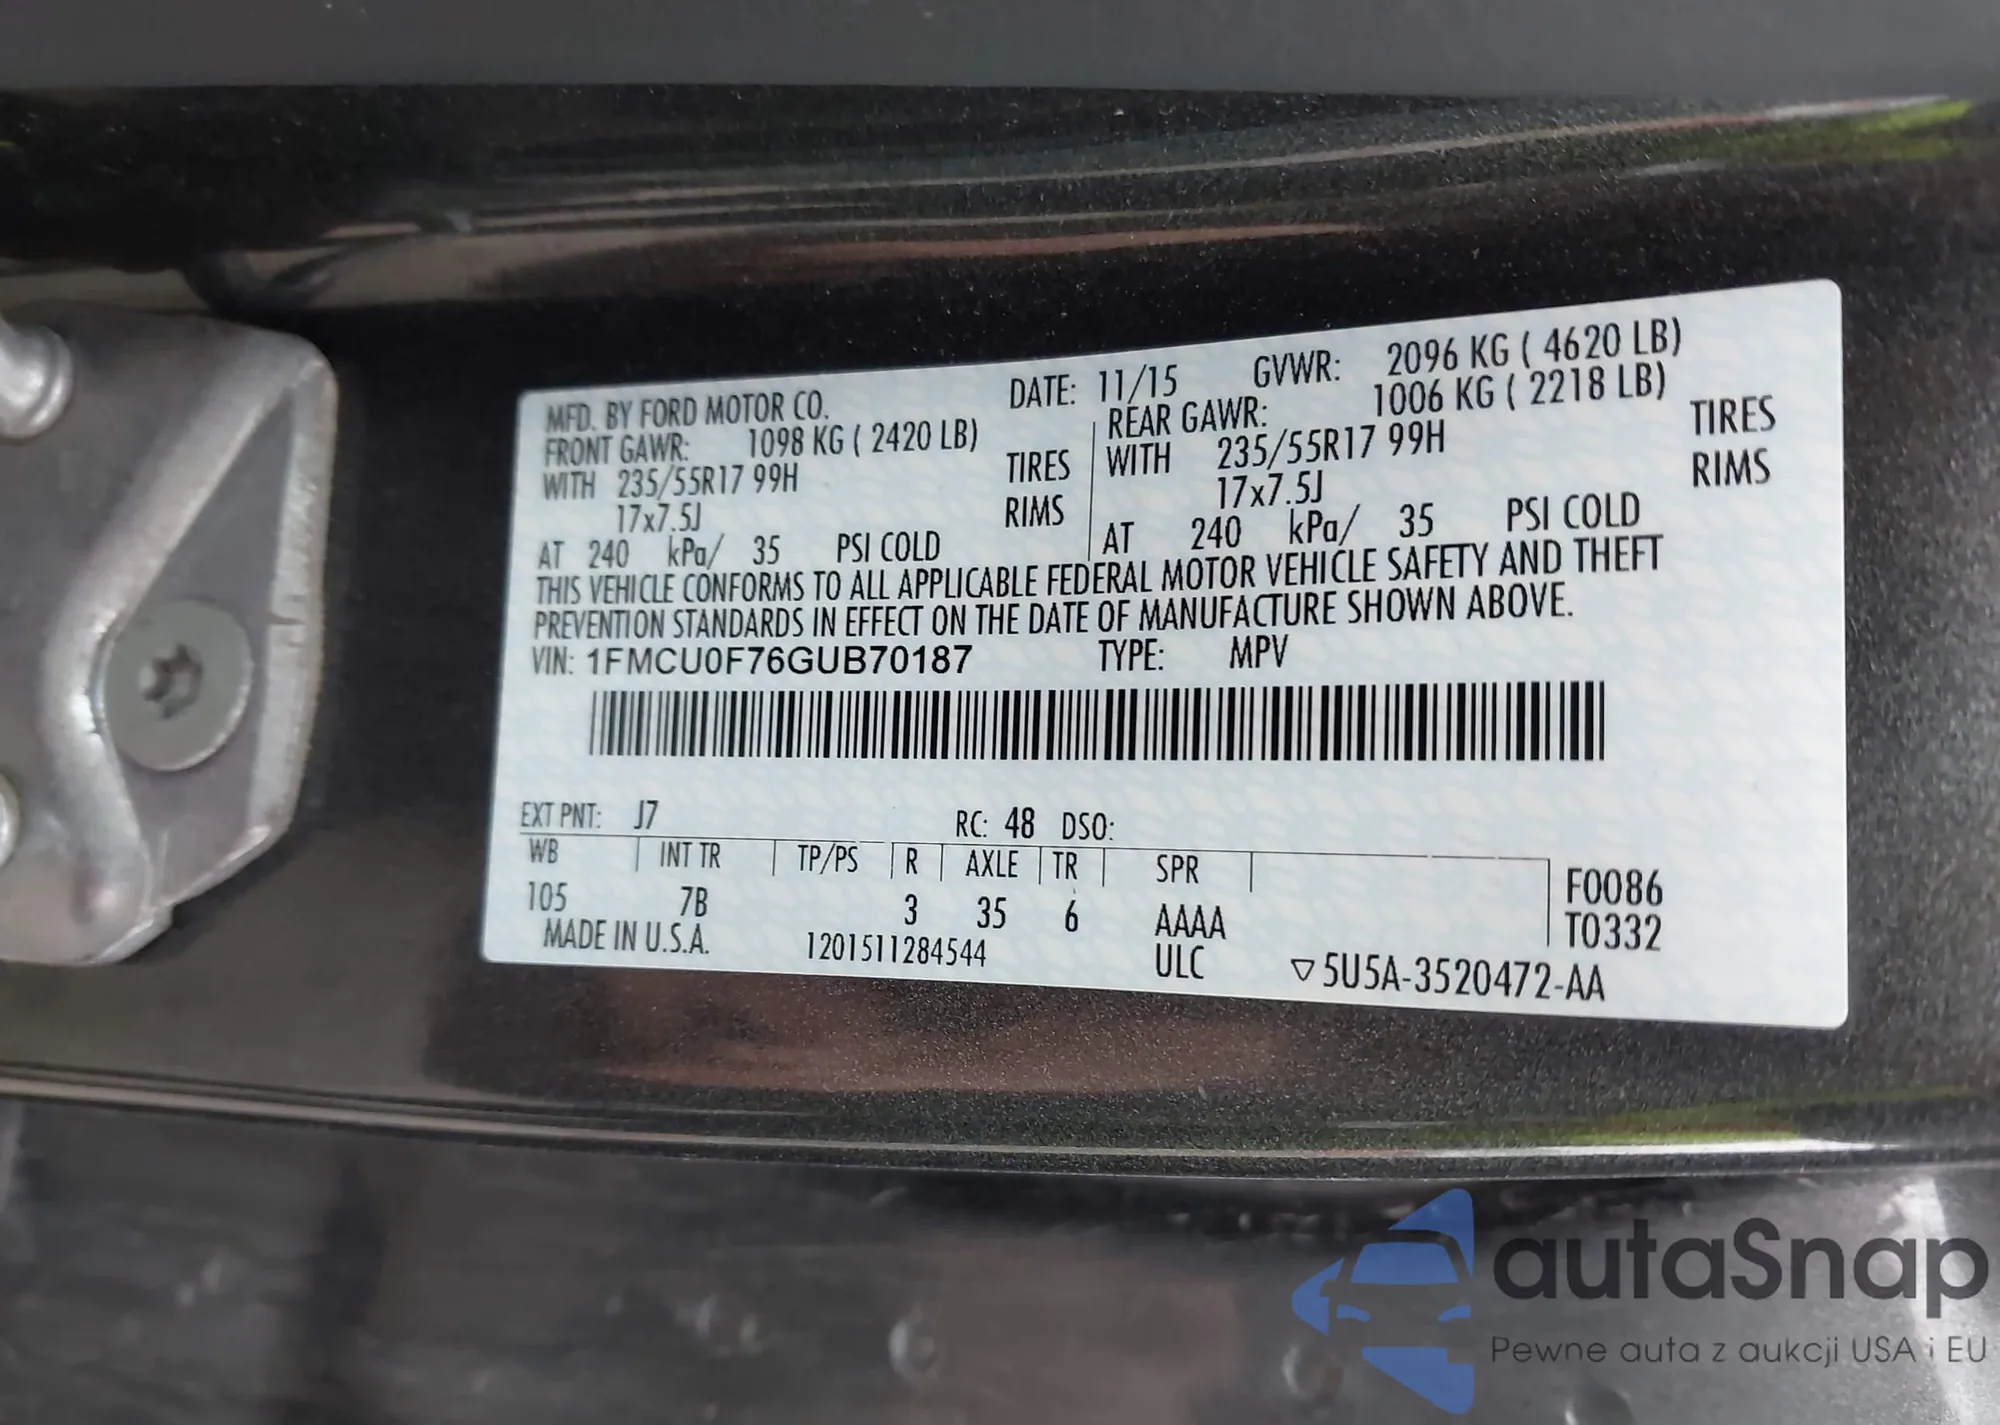 MFD. BY FORD MOTOR CO. DATE: 11/15 GVWR: 2096 KG ( 4620 LB)
FRONT GAWR: 1098 KG ( 2420 LB) REAR GAWR: 1006 KG ( 2218 LB)
WITH 235/55R17 99H TIRES WITH 235/55R17 99H TIRES
17x7.5J RIMS 17x7.5J RIMS
AT 240 kPa/ 35 PSI COLD AT 240 kPa/ 35 PSI COLD
THIS VEHICLE CONFORMS TO ALL APPLICABLE FEDERAL MOTOR VEHICLE SAFETY AND THEFT
PREVENTION STANDARDS IN EFFECT ON THE DATE OF MANUFACTURE SHOWN ABOVE.
VIN: 1FMCU0F76GUB70187 TYPE: MPV
EXT PNT: J7 RC: 48 DSO:
WB INT TR TP/PS R AXLE TR SPR F0086
105 7B 3 35 6 AAAA T0332
MADE IN U.S.A. 1201511284544 ULC ▽5U5A-3520472-AA
autaSnap
Pewne auta z aukcji USA i EU